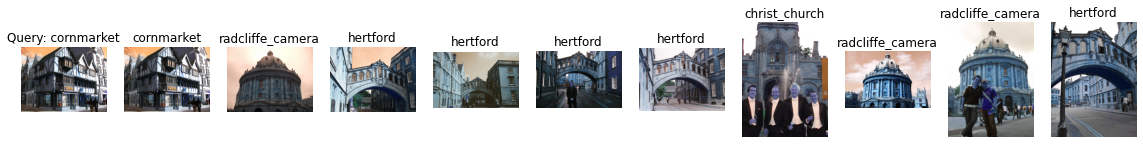 Query: cornmarket
cornmarket
radcliffe_camera
hertford
hertford
hertford
hertford
christ_church
radcliffe_camera
radcliffe_camera
hertford